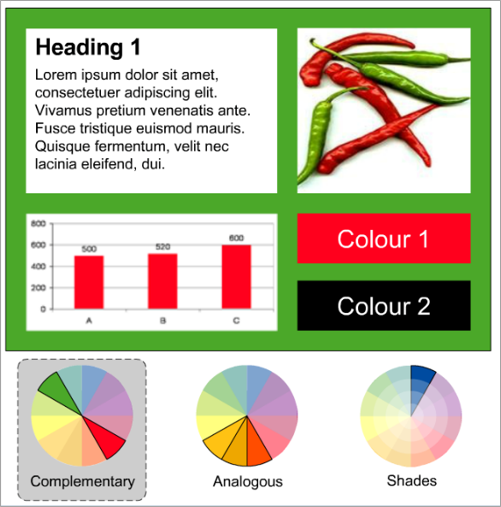 Heading 1
Lorem ipsum dolor sit amet,
consectetuer adipiscing elit.
Vivamus pretium venenatis ante.
Fusce tristique euismod mauris.
Quisque fermentum, velit nec
lacinia eleifend, dui.
800
600
400
200
0
500
520
600
A
B
C
Colour 1
Colour 2
Complementary
Analogous
Shades